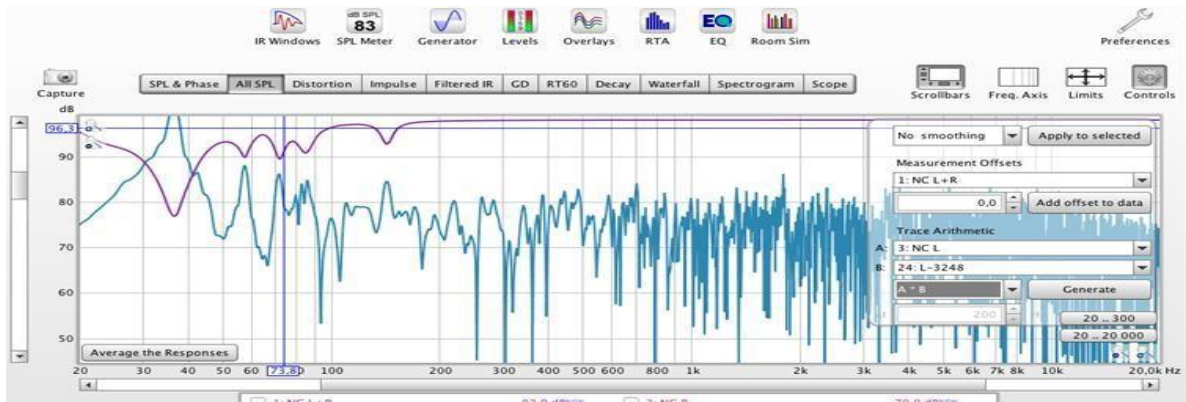 dB SPL
83
IR Windows SPL Meter Generator Levels Overlays RTA EQ Room Sim Preferences
Capture
SPL & Phase All SPL Distortion Impulse Filtered IR GD RT60 Decay Waterfall Spectrogram Scope
Scrollbars Freq. Axis Limits Controls
dB
96,3
90
80
70
60
50
No smoothing Apply to selected
Measurement Offsets
1: NC L+R
0,0 Add offset to data
Trace Arithmetic
A: 3: NC L
B: 24: L-3248
A * B Generate
200
20 .. 300
20 .. 20 000
Average the Responses
20 30 40 50 60 73,8 100 200 300 400 500 600 800 1k 2k 3k 4k 5k 6k 7k 8k 10k 20,0k Hz